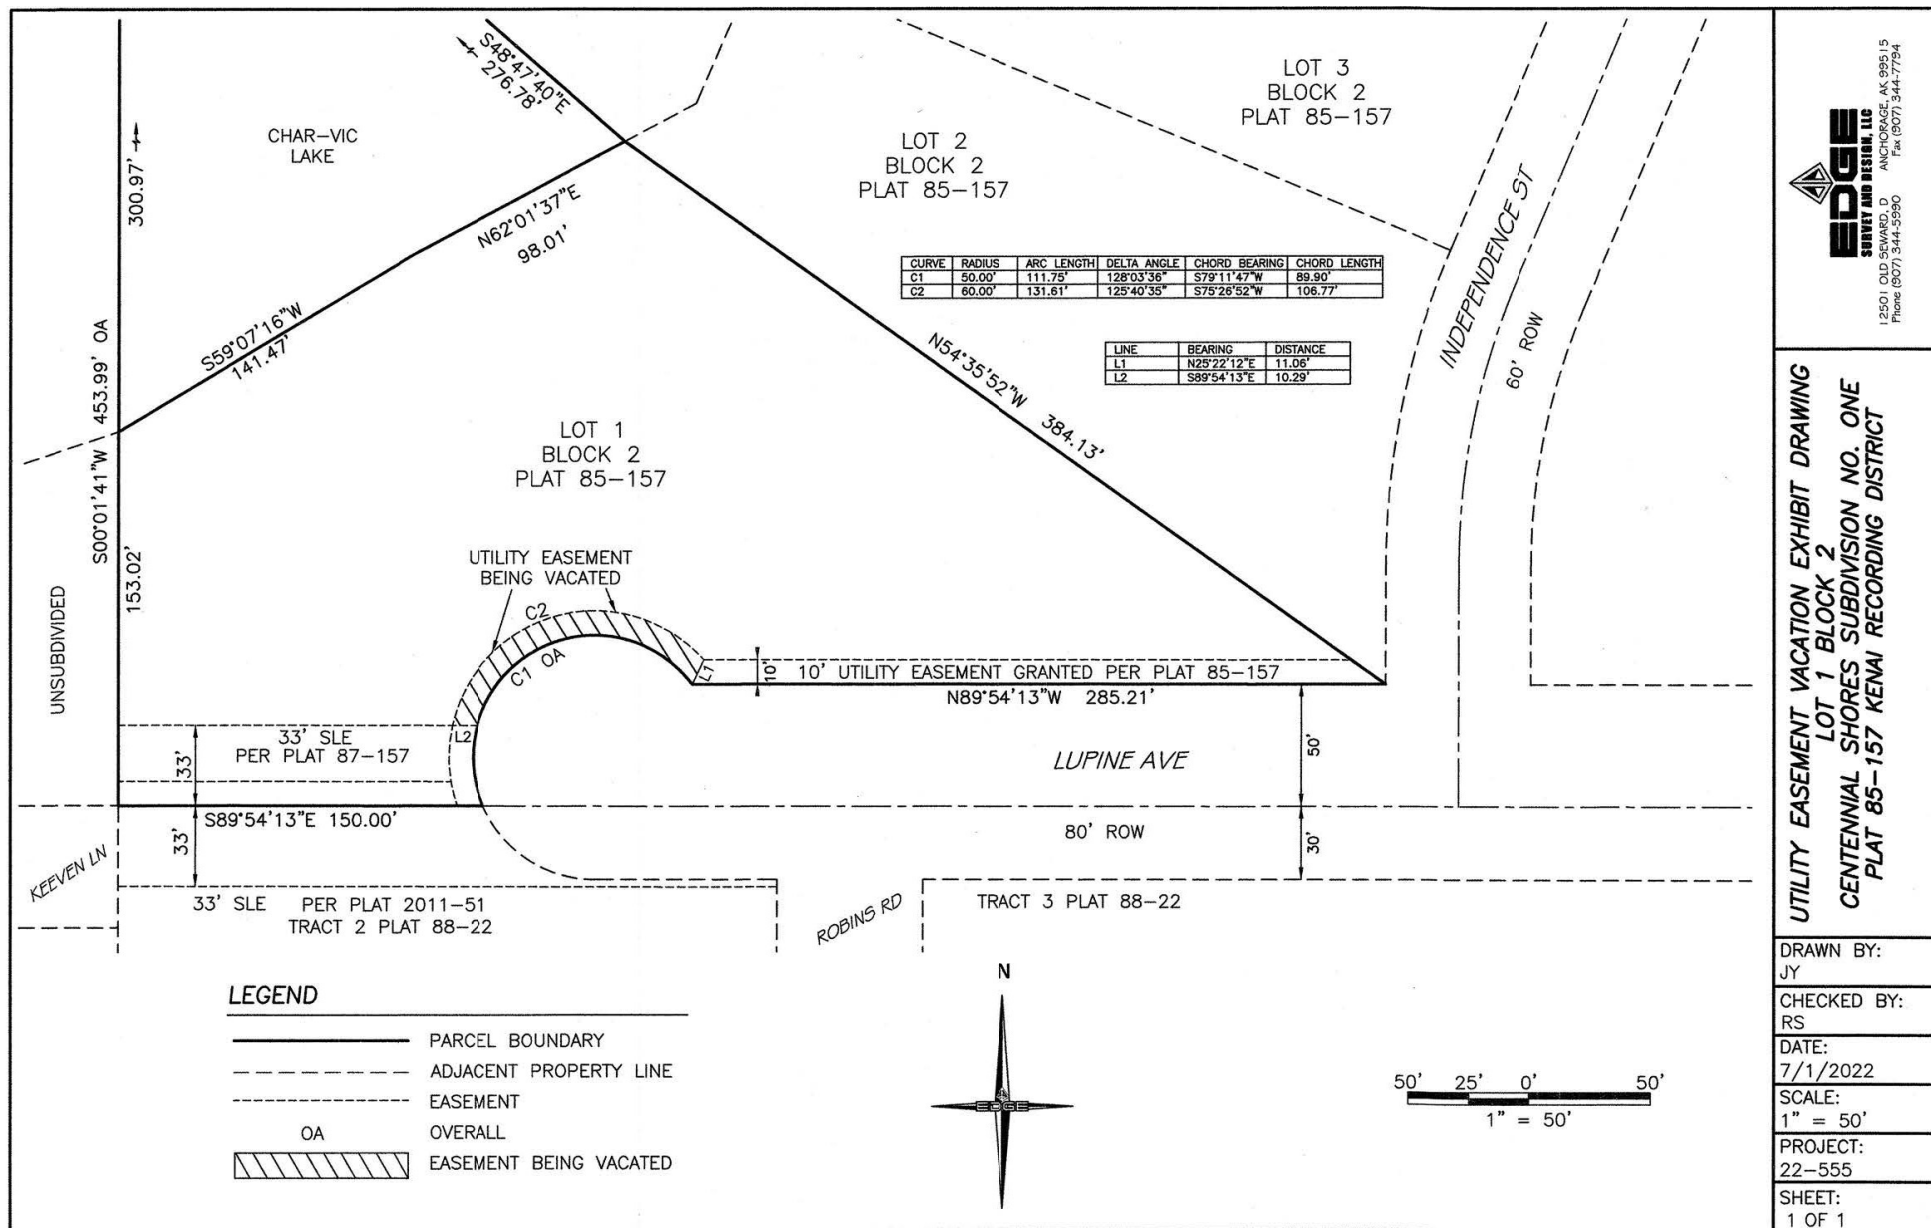 S48°47'40"E
276.78'
300.97'
CHAR-VIC
LAKE
N62°01'37"E
98.01'
S59°07'16"W
141.47'
S00°01'41"W 453.99' OA
153.02'
UNSUBDIVIDED
LOT 3
BLOCK 2
PLAT 85-157
LOT 2
BLOCK 2
PLAT 85-157
CURVE RADIUS ARC LENGTH DELTA ANGLE CHORD BEARING CHORD LENGTH
C1 50.00' 111.75' 128°03'36" S79°11'47"W 89.90'
C2 60.00' 131.61' 125°40'35" S75°26'52"W 106.77'
LINE BEARING DISTANCE
L1 N25°22'12"E 11.06'
L2 S89°54'13"E 10.29'
N54°35'52"W 384.13'
INDEPENDENCE ST
60' ROW
LOT 1
BLOCK 2
PLAT 85-157
UTILITY EASEMENT
BEING VACATED
C2
C1 OA
L1
L2
10'
10' UTILITY EASEMENT GRANTED PER PLAT 85-157
N89°54'13"W 285.21'
33' SLE
PER PLAT 87-157
33'
LUPINE AVE
50'
S89°54'13"E 150.00'
33'
80' ROW
30'
KEEVEN LN
33' SLE PER PLAT 2011-51
TRACT 2 PLAT 88-22
ROBINS RD
TRACT 3 PLAT 88-22
LEGEND
PARCEL BOUNDARY
ADJACENT PROPERTY LINE
EASEMENT
OA OVERALL
EASEMENT BEING VACATED
N
EDGE
50' 25' 0' 50'
1" = 50'
EDGE
SURVEY AND DESIGN, LLC
12501 OLD SEWARD, D ANCHORAGE, AK 99515
Phone (907) 344-5990 Fax (907) 344-7794
UTILITY EASEMENT VACATION EXHIBIT DRAWING
LOT 1 BLOCK 2
CENTENNIAL SHORES SUBDIVISION NO. ONE
PLAT 85-157 KENAI RECORDING DISTRICT
DRAWN BY:
JY
CHECKED BY:
RS
DATE:
7/1/2022
SCALE:
1" = 50'
PROJECT:
22-555
SHEET:
1 OF 1